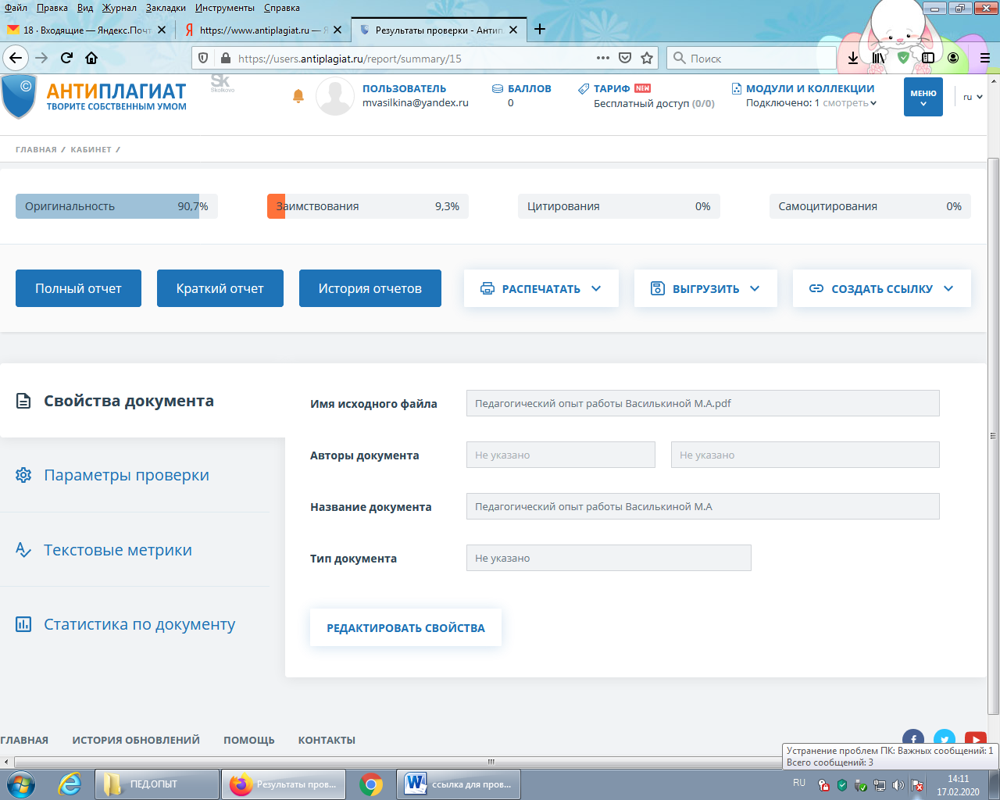 Файл Правка Вид Журнал Закладки Инструменты Справка
18 · Входящие — Яндекс.Почт
https://www.antiplagiat.ru — Я
Результаты проверки - Антип
https://users.antiplagiat.ru/report/summary/15
Поиск
АНТИПЛАГИАТ
ТВОРИТЕ СОБСТВЕННЫМ УМОМ
Sk
Skolkovo
ПОЛЬЗОВАТЕЛЬ
mvasilkina@yandex.ru
БАЛЛОВ
0
ТАРИФ NEW
Бесплатный доступ (0/0)
МОДУЛИ И КОЛЛЕКЦИИ
Подключено: 1 смотреть
МЕНЮ
ru
ГЛАВНАЯ / КАБИНЕТ /
Оригинальность 90,7%
Заимствования 9,3%
Цитирования 0%
Самоцитирования 0%
Полный отчет
Краткий отчет
История отчетов
РАСПЕЧАТАТЬ
ВЫГРУЗИТЬ
СОЗДАТЬ ССЫЛКУ
Свойства документа
Параметры проверки
Текстовые метрики
Статистика по документу
Имя исходного файла
Педагогический опыт работы Василькиной М.А.pdf
Авторы документа
Не указано
Не указано
Название документа
Педагогический опыт работы Василькиной М.А
Тип документа
Не указано
РЕДАКТИРОВАТЬ СВОЙСТВА
ГЛАВНАЯ ИСТОРИЯ ОБНОВЛЕНИЙ ПОМОЩЬ КОНТАКТЫ
Устранение проблем ПК: Важных сообщений: 1
Всего сообщений: 3
ПЕД.ОПЫТ
Результаты пров...
ссылка для пров...
RU
14:11
17.02.2020